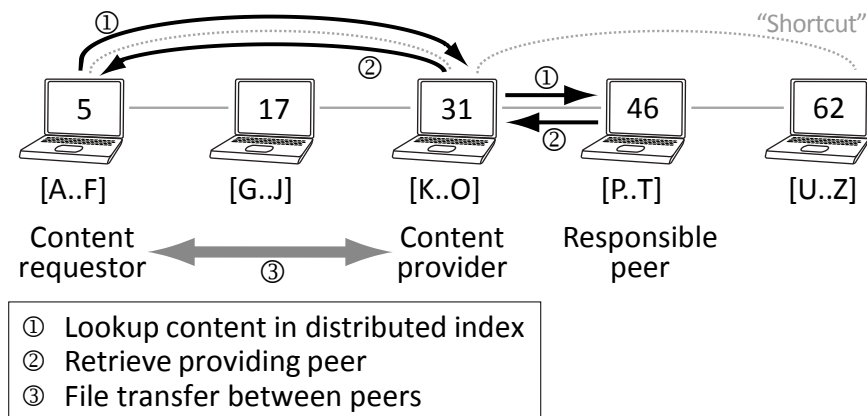 ①
"Shortcut"
②
①
5 17 31 46 62
②
[A..F] [G..J] [K..O] [P..T] [U..Z]
Content Content Responsible
requestor provider peer
③
① Lookup content in distributed index
② Retrieve providing peer
③ File transfer between peers